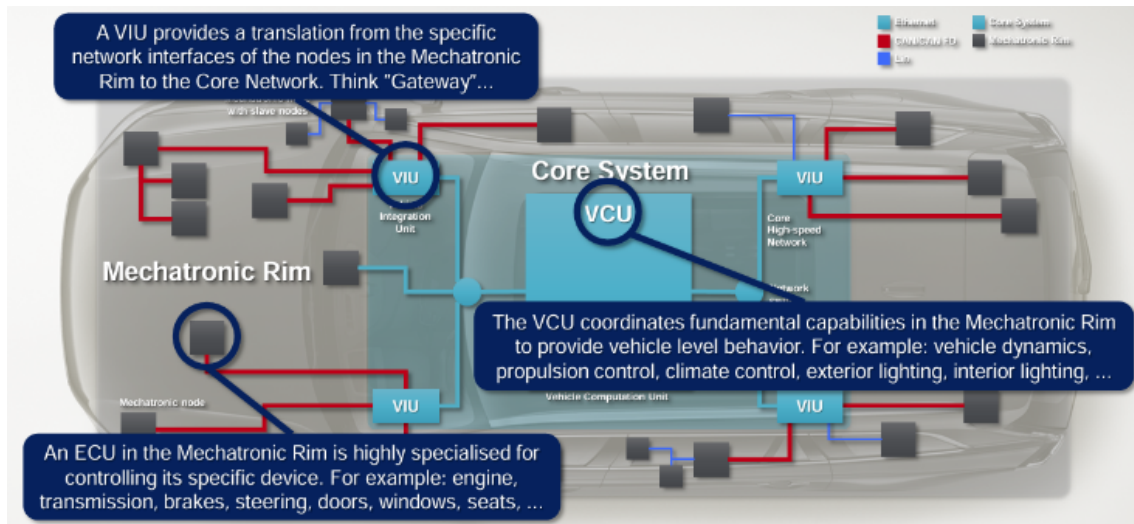 A VIU provides a translation from the specific
network interfaces of the nodes in the Mechatronic
Rim to the Core Network. Think "Gateway"...
Ethernet
CAN/CAN FD
Lin
Core System
Mechatronic Rim
with slave nodes
VIU
Integration
Unit
Core System
VCU
VIU
Core
High-speed
Network
Mechatronic Rim
Network
The VCU coordinates fundamental capabilities in the Mechatronic Rim
to provide vehicle level behavior. For example: vehicle dynamics,
propulsion control, climate control, exterior lighting, interior lighting, ...
Vehicle Computation Unit
Mechatronic node
VIU
VIU
An ECU in the Mechatronic Rim is highly specialised for
controlling its specific device. For example: engine,
transmission, brakes, steering, doors, windows, seats, ...